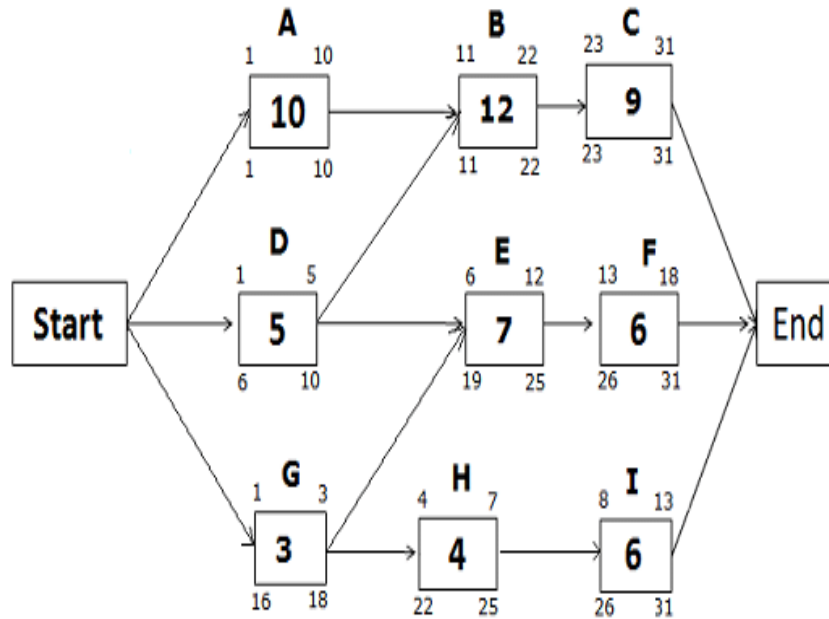 A B C
1 10 11 22 23 31
10 12 9
1 10 11 22 23 31
D E F
1 5 6 12 13 18
Start 5 7 6 End
6 10 19 25 26 31
G H I
1 3 4 7 8 13
3 4 6
16 18 22 25 26 31